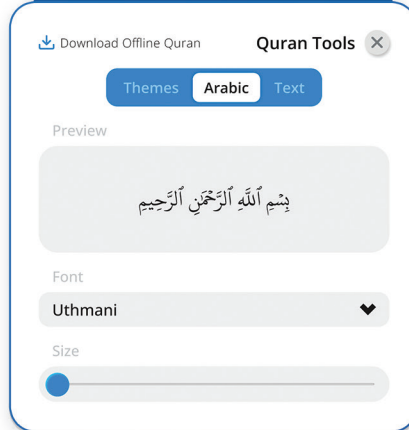 Download Offline Quran
Quran Tools
Themes
Arabic
Text
Preview
بِسْمِ ٱللَّهِ ٱلرَّحْمَٰنِ ٱلرَّحِيمِ
Font
Uthmani
Size